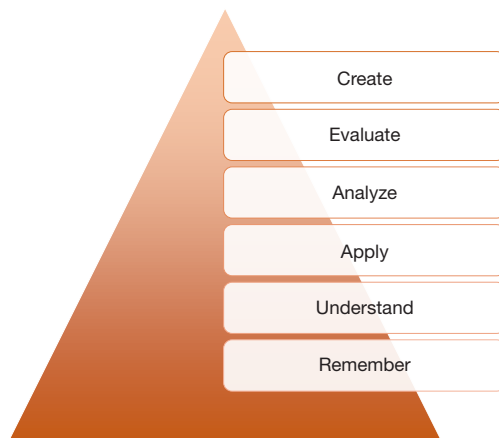 Create
Evaluate
Analyze
Apply
Understand
Remember